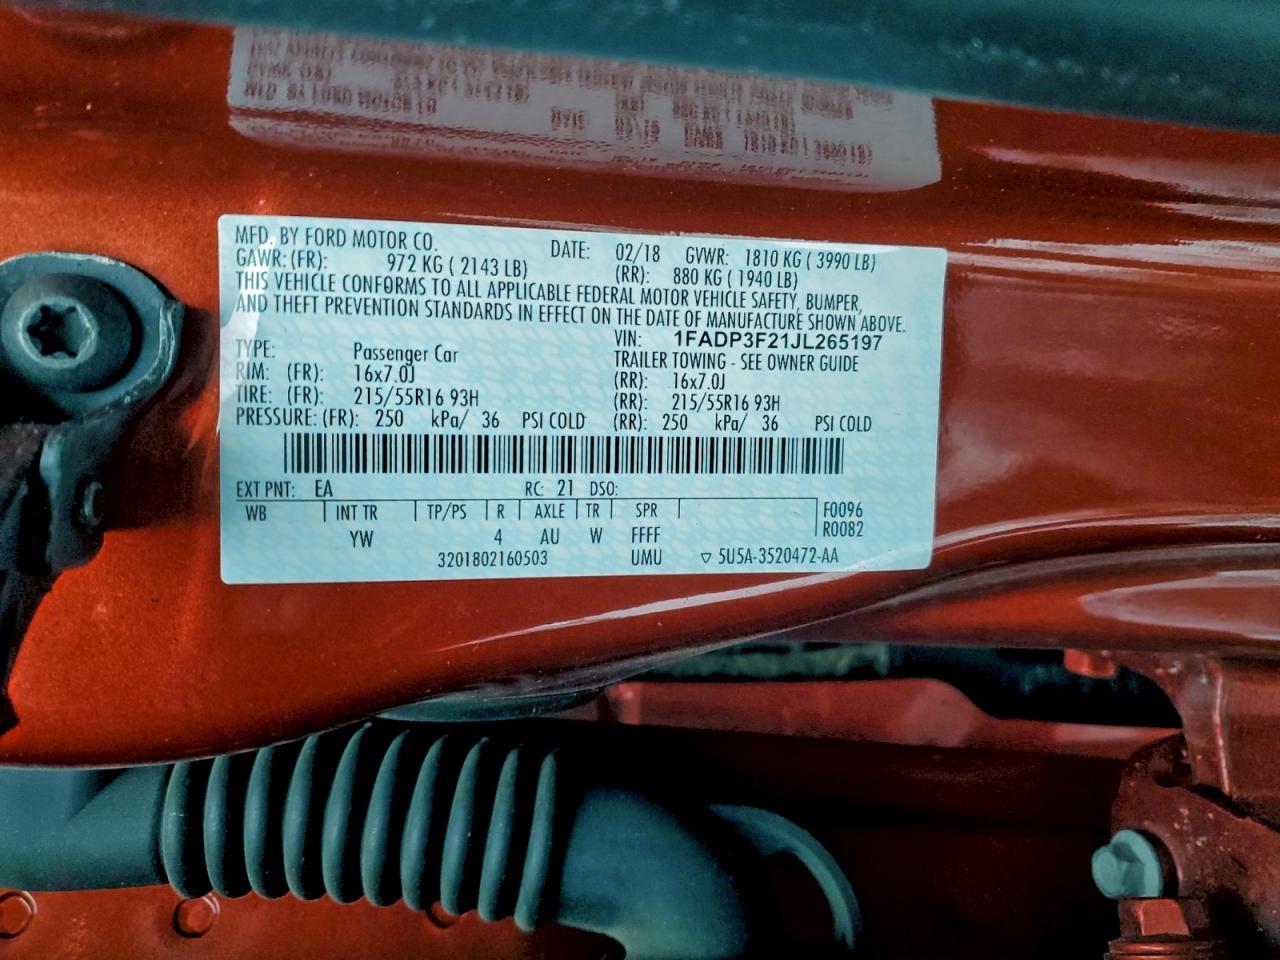 MFD. BY FORD MOTOR CO. DATE: 02/18 GVWR: 1810 KG ( 3990 LB)
GAWR: (FR): 972 KG ( 2143 LB) (RR): 880 KG ( 1940 LB)
THIS VEHICLE CONFORMS TO ALL APPLICABLE FEDERAL MOTOR VEHICLE SAFETY, BUMPER,
AND THEFT PREVENTION STANDARDS IN EFFECT ON THE DATE OF MANUFACTURE SHOWN ABOVE.
VIN: 1FADP3F21JL265197
TYPE: Passenger Car TRAILER TOWING - SEE OWNER GUIDE
RIM: (FR): 16x7.0J (RR): 16x7.0J
TIRE: (FR): 215/55R16 93H (RR): 215/55R16 93H
PRESSURE: (FR): 250 kPa/ 36 PSI COLD (RR): 250 kPa/ 36 PSI COLD
EXT PNT: EA RC: 21 DSO:
WB INT TR TP/PS R AXLE TR SPR F0096
YW 4 AU W FFFF R0082
3201802160503 UMU ▽ 5U5A-3520472-AA